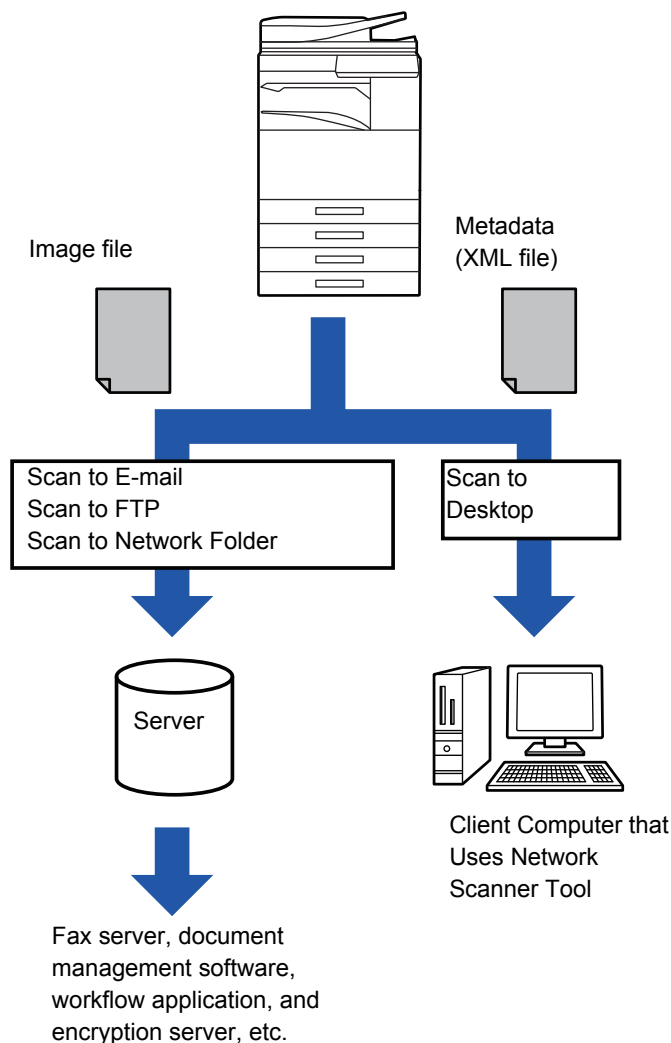 Image file
Metadata
(XML file)
Scan to E-mail
Scan to FTP
Scan to Network Folder
Scan to
Desktop
Server
Client Computer that
Uses Network
Scanner Tool
Fax server, document
management software,
workflow application, and
encryption server, etc.